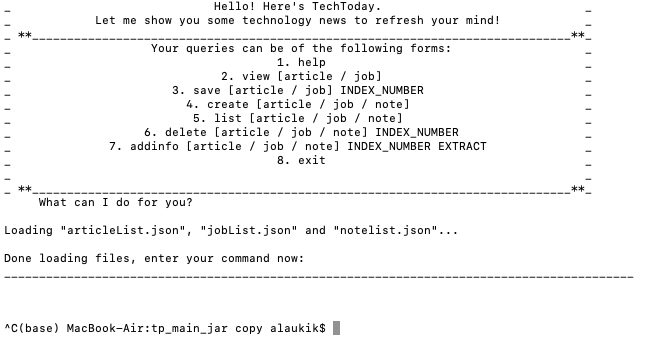 _ Hello! Here's TechToday. _
_ Let me show you some technology news to refresh your mind! _
_ **_____________________________________________________________________________**_
_ Your queries can be of the following forms: _
_ 1. help _
_ 2. view [article / job] _
_ 3. save [article / job] INDEX_NUMBER _
_ 4. create [article / job / note] _
_ 5. list [article / job / note] _
_ 6. delete [article / job / note] INDEX_NUMBER _
_ 7. addinfo [article / job / note] INDEX_NUMBER EXTRACT _
_ 8. exit _
_ _
_ **_____________________________________________________________________________**_
What can I do for you?
Loading "articleList.json", "jobList.json" and "notelist.json"...
Done loading files, enter your command now:
__________________________________________________________________________________________
^C(base) MacBook-Air:tp_main_jar copy alaukik$